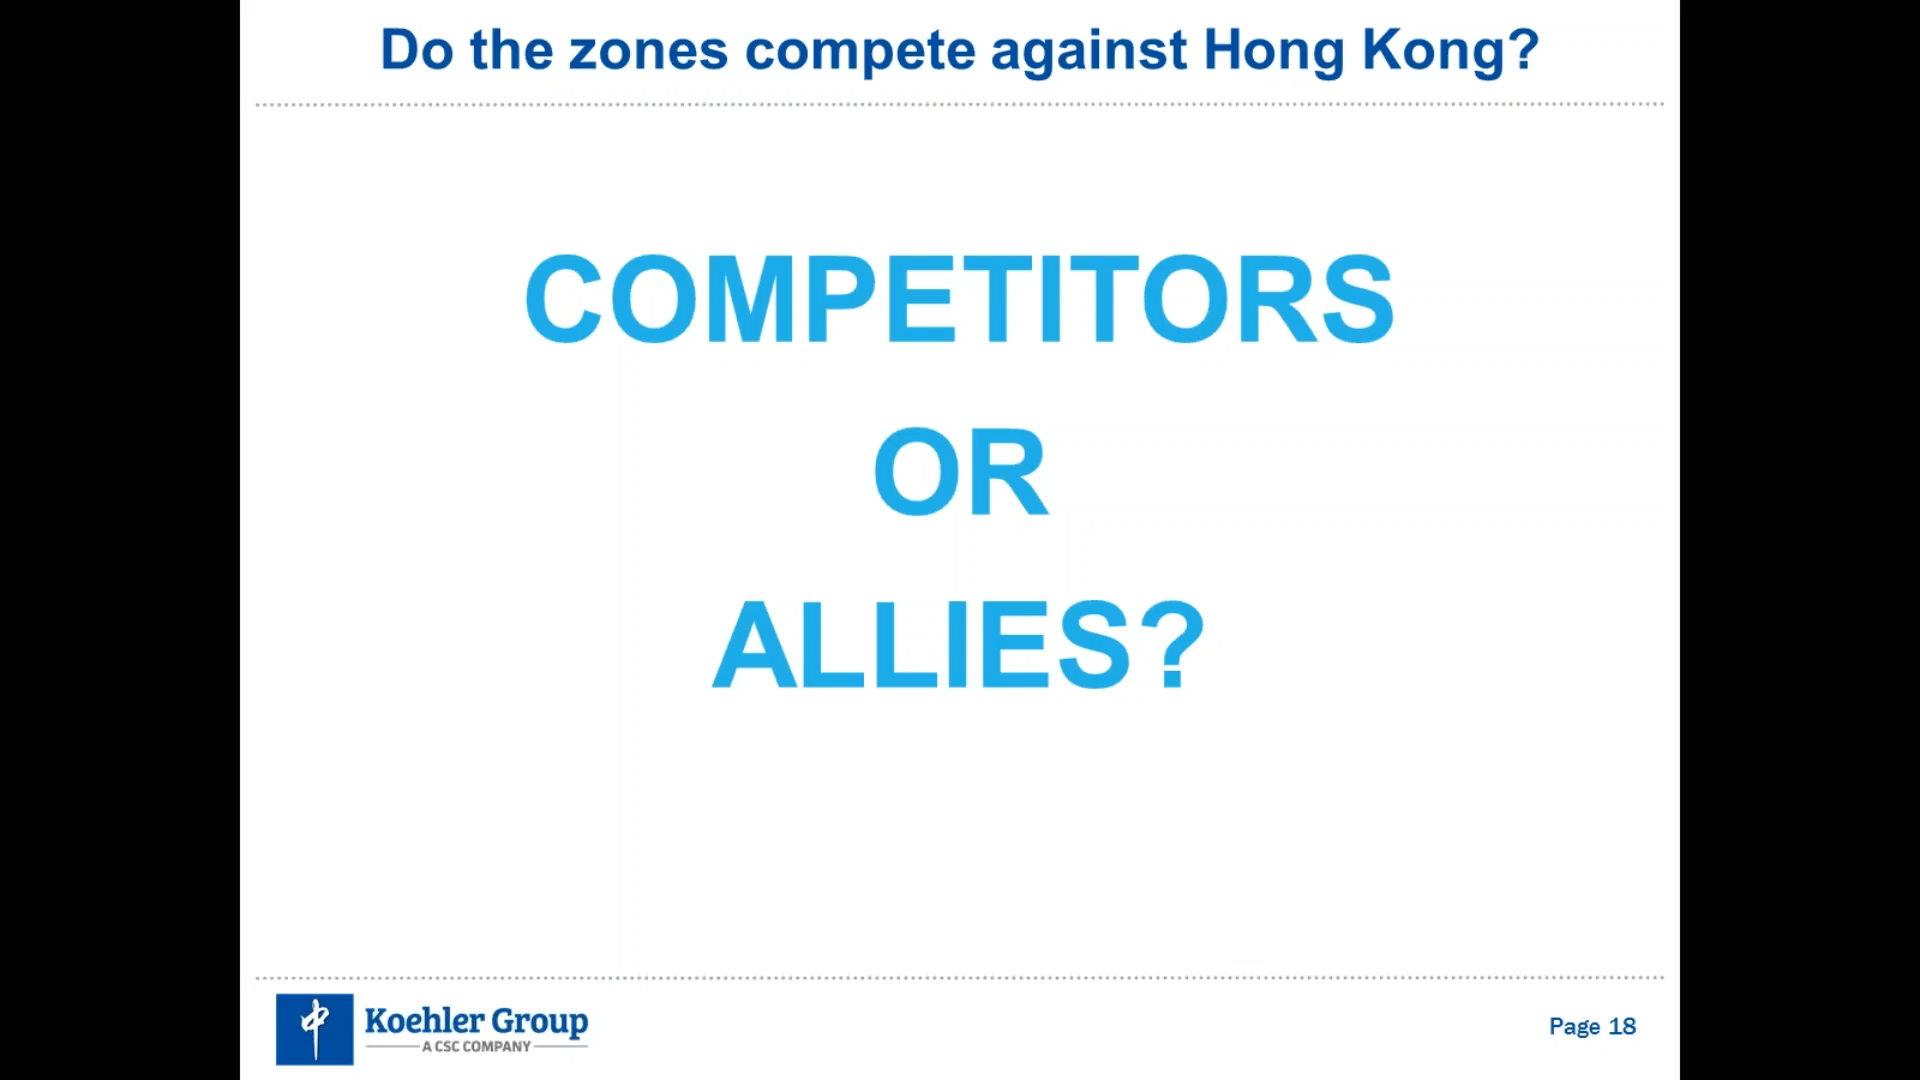 Do the zones compete against Hong Kong?
COMPETITORS
OR
ALLIES?
Koehler Group
A CSC COMPANY
Page 18